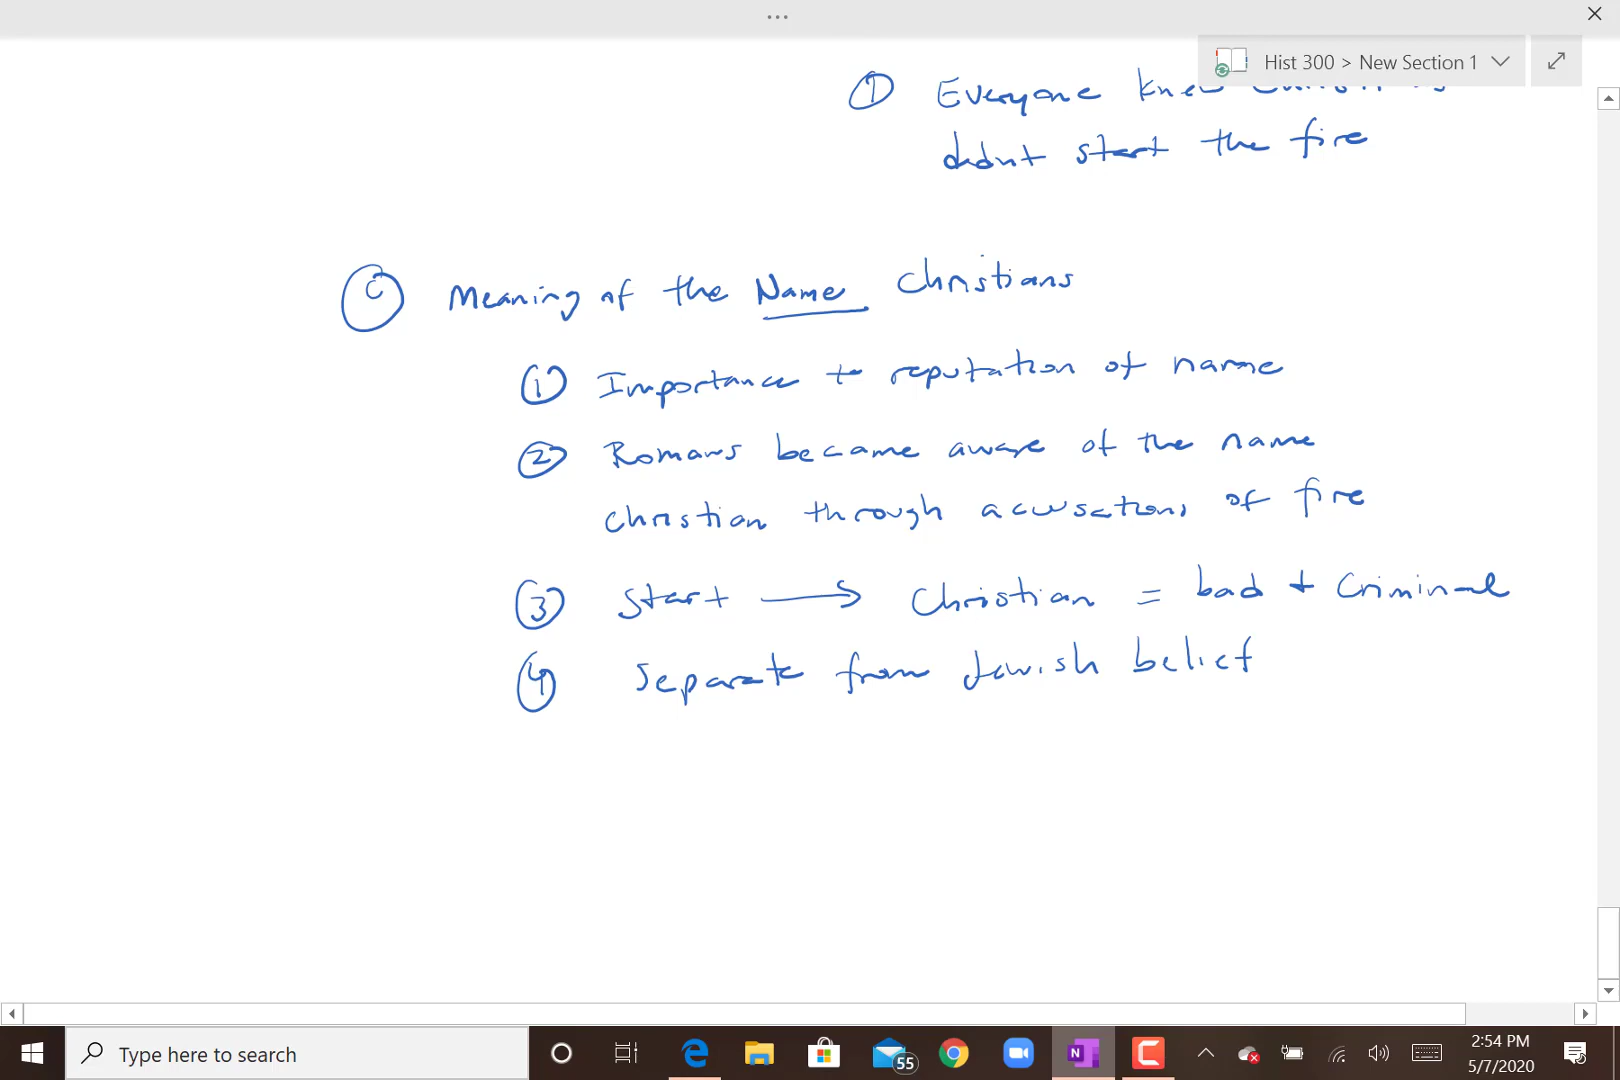 Hist 300 > New Section 1
① Everyone knew
didnt start the fire
Ⓒ Meaning of the Name Christians
① Importance to reputation of name
② Romans became aware of the name
christian through accusations of fire
③ Start → Christian = bad + Criminal
④ Separate from Jewish belief
Type here to search
55
2:54 PM
5/7/2020